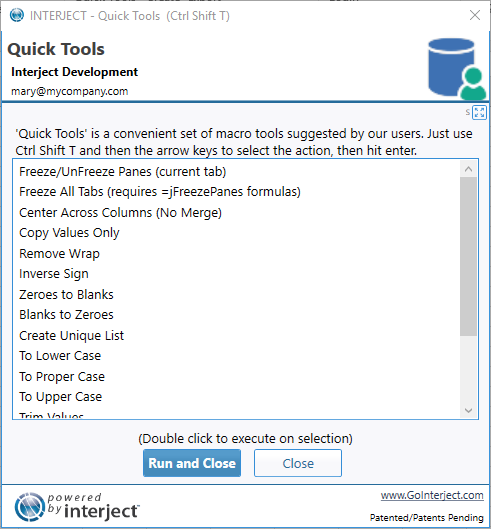 INTERJECT - Quick Tools (Ctrl Shift T)
Quick Tools
Interject Development
mary@mycompany.com
s
'Quick Tools' is a convenient set of macro tools suggested by our users. Just use
Ctrl Shift T and then the arrow keys to select the action, then hit enter.
Freeze/UnFreeze Panes (current tab)
Freeze All Tabs (requires =jFreezePanes formulas)
Center Across Columns (No Merge)
Copy Values Only
Remove Wrap
Inverse Sign
Zeroes to Blanks
Blanks to Zeroes
Create Unique List
To Lower Case
To Proper Case
To Upper Case
Trim Values
(Double click to execute on selection)
Run and Close
Close
powered
by interject™
www.GoInterject.com
Patented/Patents Pending